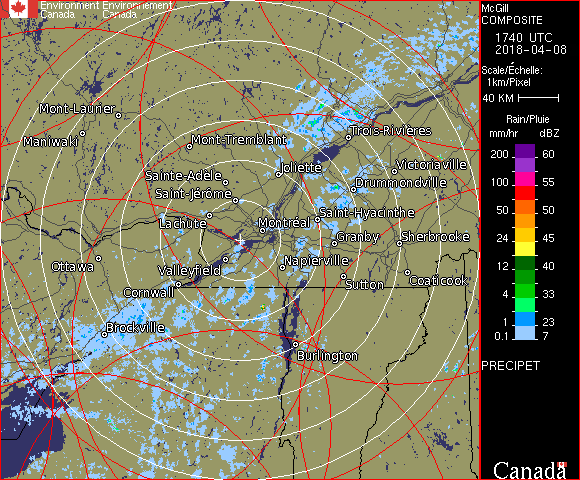 Environment Environnement
Canada Canada
Mont-Laurier
Maniwaki
Mont-Tremblant
Trois-Rivières
Joliette
Victoriaville
Sainte-Adèle
Drummondville
Saint-Jérôme
Saint-Hyacinthe
Lachute
Montréal
Granby
Sherbrooke
Ottawa
Valleyfield
Napierville
Cornwall
Sutton
Coaticook
Brockville
Burlington
McGill
COMPOSITE
1740 UTC
2018-04-08
Scale/Échelle:
1km/Pixel
40 KM
Rain/Pluie
mm/hr dBZ
200 60
100 55
50 50
24 45
12 40
4 33
1 23
0.1 7
PRECIPET
Canada